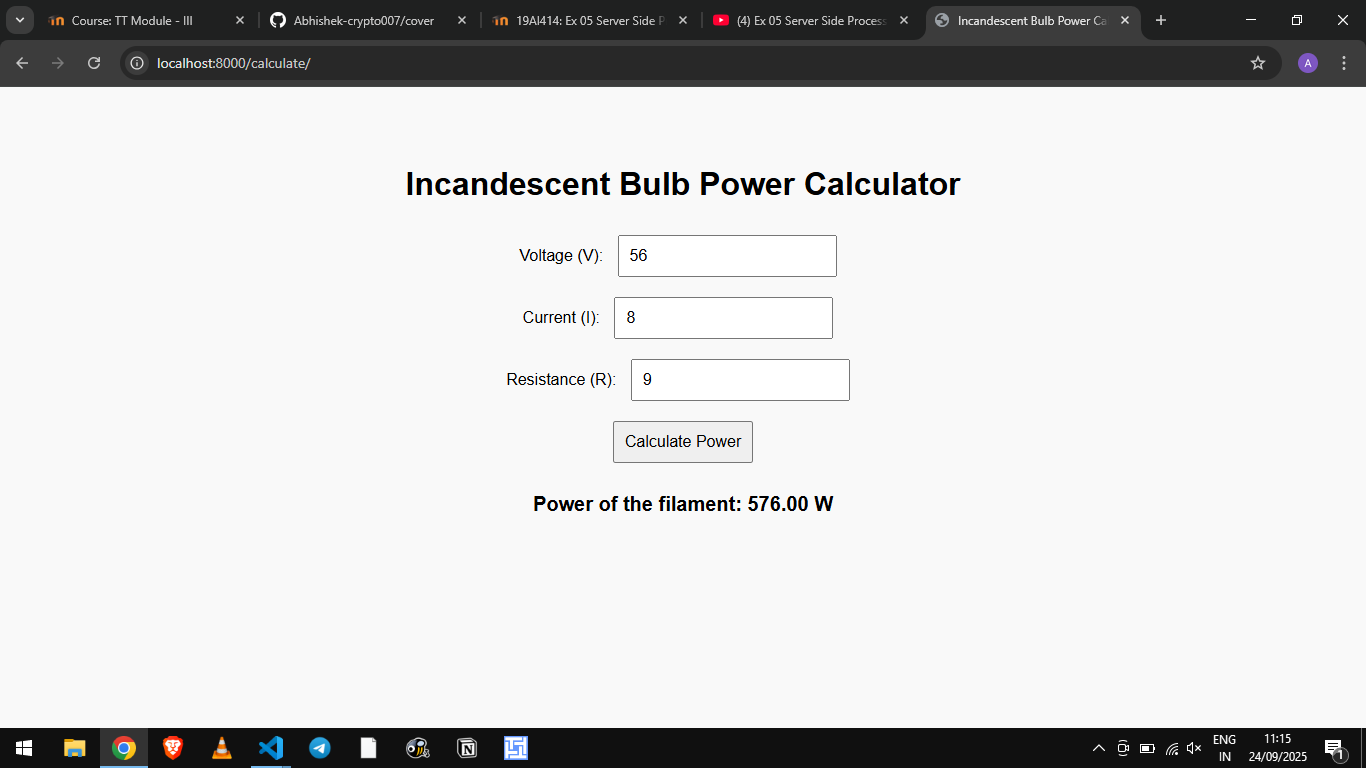 Course: TT Module - III
Abhishek-crypto007/cover
19AI414: Ex 05 Server Side P
(4) Ex 05 Server Side Process
Incandescent Bulb Power Ca
localhost:8000/calculate/
A
Incandescent Bulb Power Calculator
Voltage (V): 56
Current (I): 8
Resistance (R): 9
Calculate Power
Power of the filament: 576.00 W
ENG
IN
11:15
24/09/2025
1